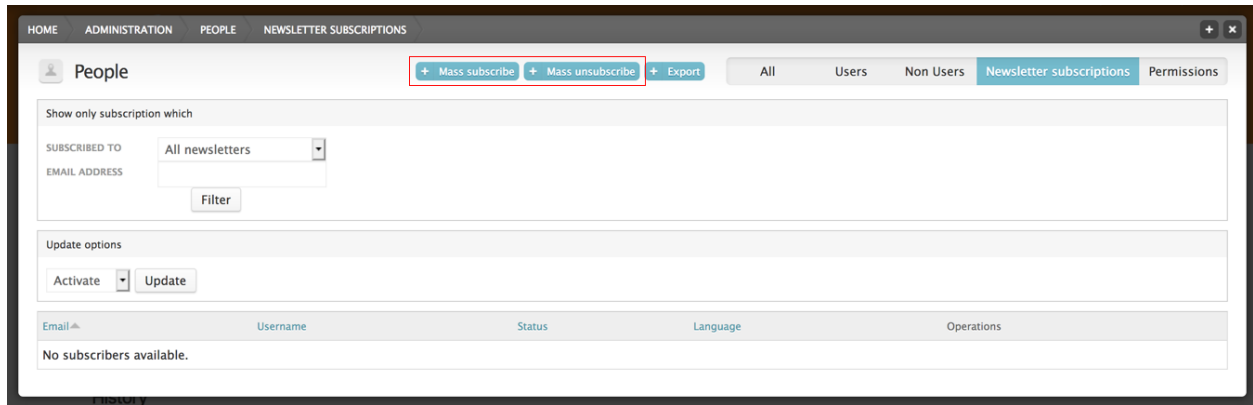 HOME ADMINISTRATION PEOPLE NEWSLETTER SUBSCRIPTIONS
People + Mass subscribe + Mass unsubscribe + Export All Users Non Users Newsletter subscriptions Permissions
Show only subscription which
SUBSCRIBED TO All newsletters
EMAIL ADDRESS
Filter
Update options
Activate Update
Email Username Status Language Operations
No subscribers available.
History